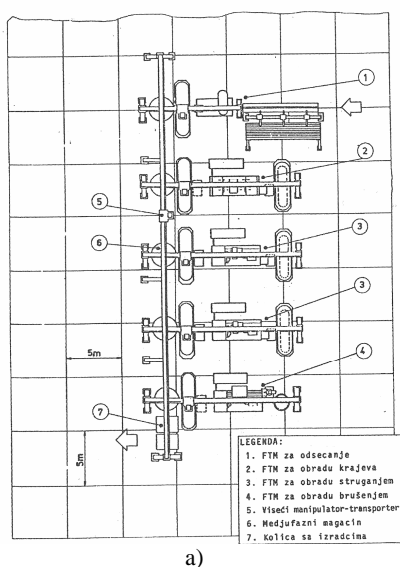 1
2
5
3
6
3
4
5m
7
5m
LEGENDA:
1. FTM za odsecanje
2. FTM za obradu krajeva
3. FTM za obradu struganjem
4. FTM za obradu brušenjem
5. Viseći manipulator-transporter
6. Medjufazni magacin
7. Kolica sa izradcima
a)